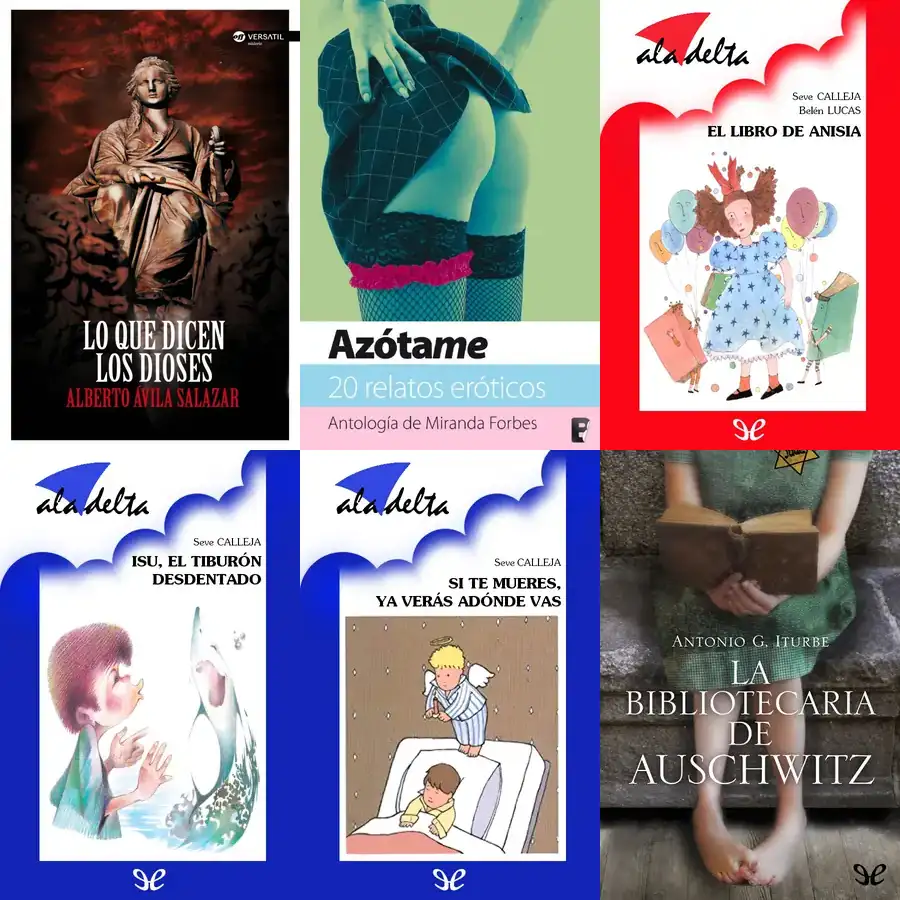 VERSATIL
ediciones
LO QUE DICEN
LOS DIOSES
ALBERTO ÁVILA SALAZAR
Azótame
20 relatos eróticos
Antología de Miranda Forbes
B
ala delta
Seve CALLEJA
Belén LUCAS
EL LIBRO DE ANISIA
ala delta
Seve CALLEJA
ISU, EL TIBURÓN
DESDENTADO
ala delta
Seve CALLEJA
SI TE MUERES,
YA VERÁS ADÓNDE VAS
ANTONIO G. ITURBE
LA
BIBLIOTECARIA
DE
AUSCHWITZ